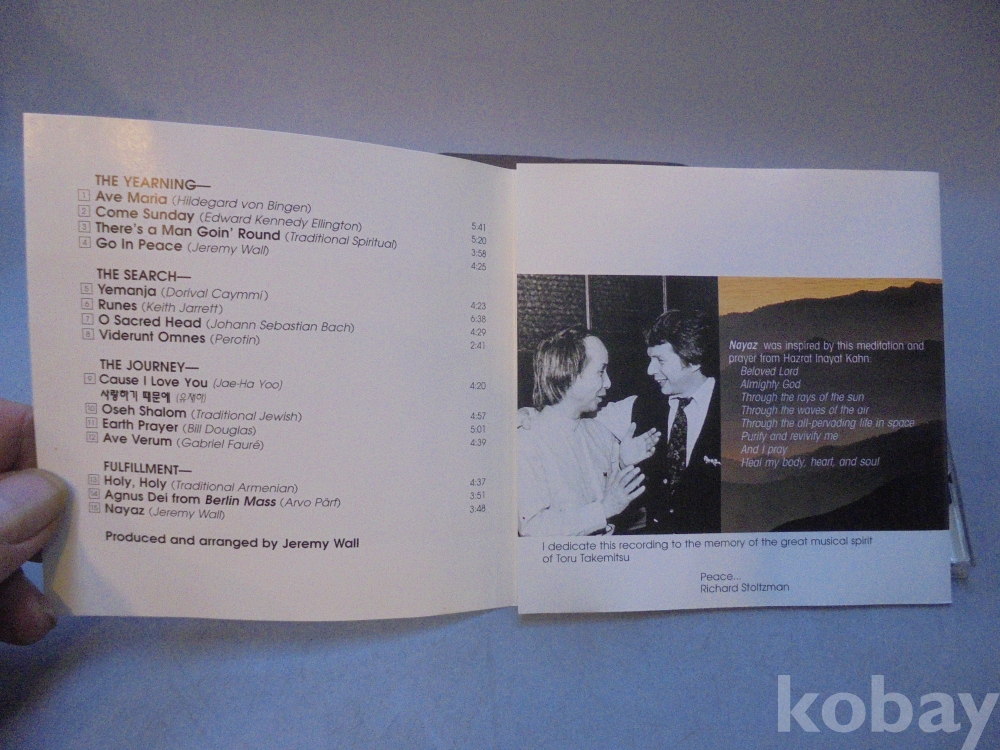 THE YEARNING—
1 Ave Maria (Hildegard von Bingen) 5:41
2 Come Sunday (Edward Kennedy Ellington) 5:20
3 There's a Man Goin' Round (Traditional Spiritual) 3:58
4 Go In Peace (Jeremy Wall) 4:25
THE SEARCH—
5 Yemanja (Dorival Caymmi) 4:23
6 Runes (Keith Jarrett) 6:38
7 O Sacred Head (Johann Sebastian Bach) 4:29
8 Viderunt Omnes (Perotin) 2:41
THE JOURNEY—
9 Cause I Love You (Jae-Ha Yoo) 4:20
사랑하기 때문에 (유재하)
10 Oseh Shalom (Traditional Jewish) 4:57
11 Earth Prayer (Bill Douglas) 5:01
12 Ave Verum (Gabriel Fauré) 4:39
FULFILLMENT—
13 Holy, Holy (Traditional Armenian) 4:37
14 Agnus Dei from Berlin Mass (Arvo Pärt) 3:51
15 Nayaz (Jeremy Wall) 3:48
Produced and arranged by Jeremy Wall
Nayaz was inspired by this meditation and
prayer from Hazrat Inayat Kahn:
Beloved Lord
Almighty God
Through the rays of the sun
Through the waves of the air
Through the all-pervading life in space
Purify and revivify me
And I pray
Heal my body, heart, and soul
I dedicate this recording to the memory of the great musical spirit
of Toru Takemitsu
Peace...
Richard Stoltzman
kobay